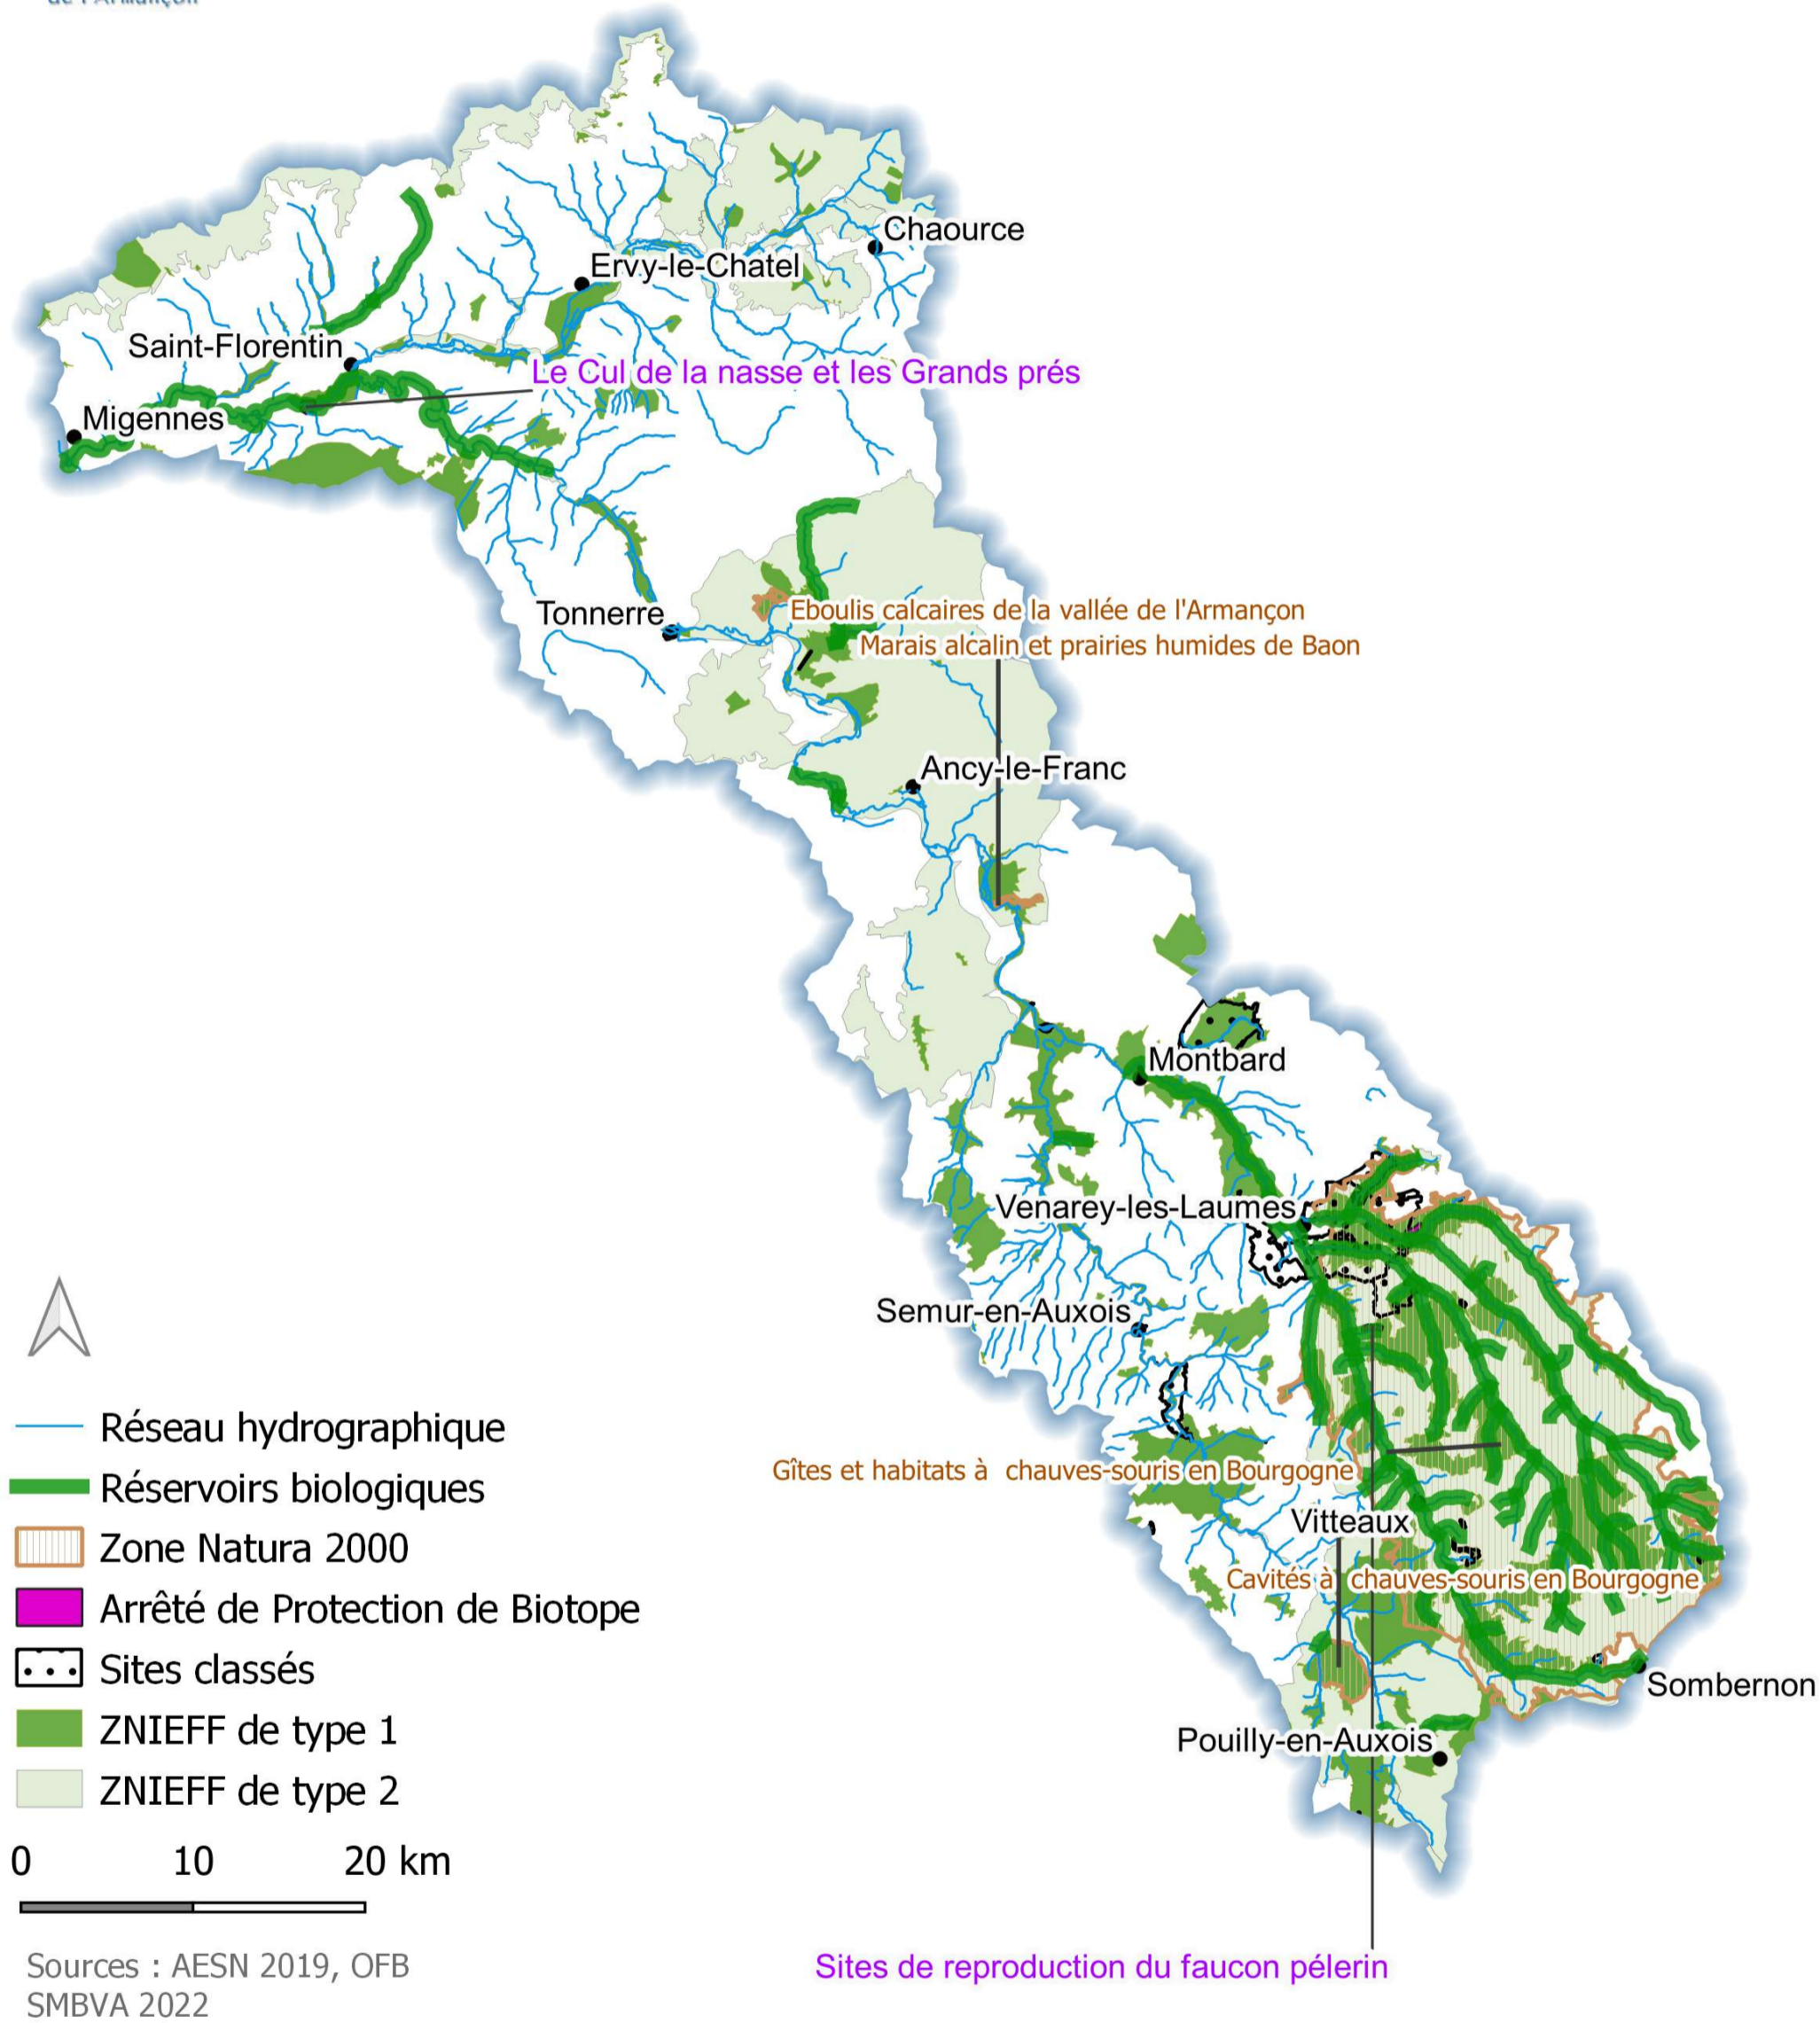 de l'Armançon
Chaource
Ervy-le-Chatel
Saint-Florentin
Le Cul de la nasse et les Grands prés
Migennes
Tonnerre
Eboulis calcaires de la vallée de l'Armançon
Marais alcalin et prairies humides de Baon
Ancy-le-Franc
Montbard
Venarey-les-Laumes
Semur-en-Auxois
Gîtes et habitats à chauves-souris en Bourgogne
Vitteaux
Cavités à chauves-souris en Bourgogne
Sombernon
Pouilly-en-Auxois
Sites de reproduction du faucon pélerin
Réseau hydrographique
Réservoirs biologiques
Zone Natura 2000
Arrêté de Protection de Biotope
Sites classés
ZNIEFF de type 1
ZNIEFF de type 2
0 10 20 km
Sources : AESN 2019, OFB
SMBVA 2022